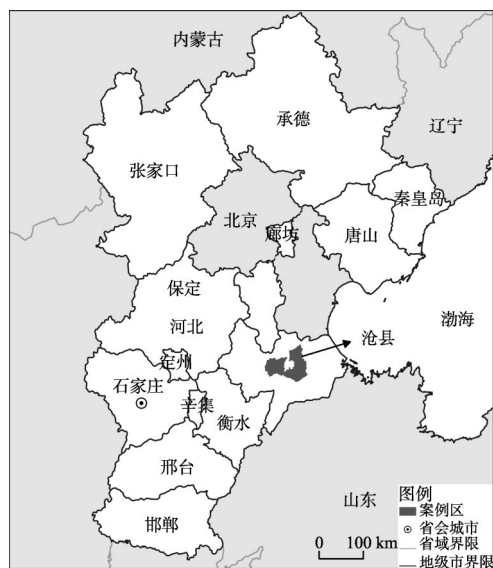 内蒙古
承德
辽宁
张家口
秦皇岛
北京
廊坊
唐山
保定
渤海
河北
沧县
定州
石家庄
辛集
衡水
邢台
邯郸
山东
图例
案例区
省会城市
省域界限
地级市界限
0 100 km